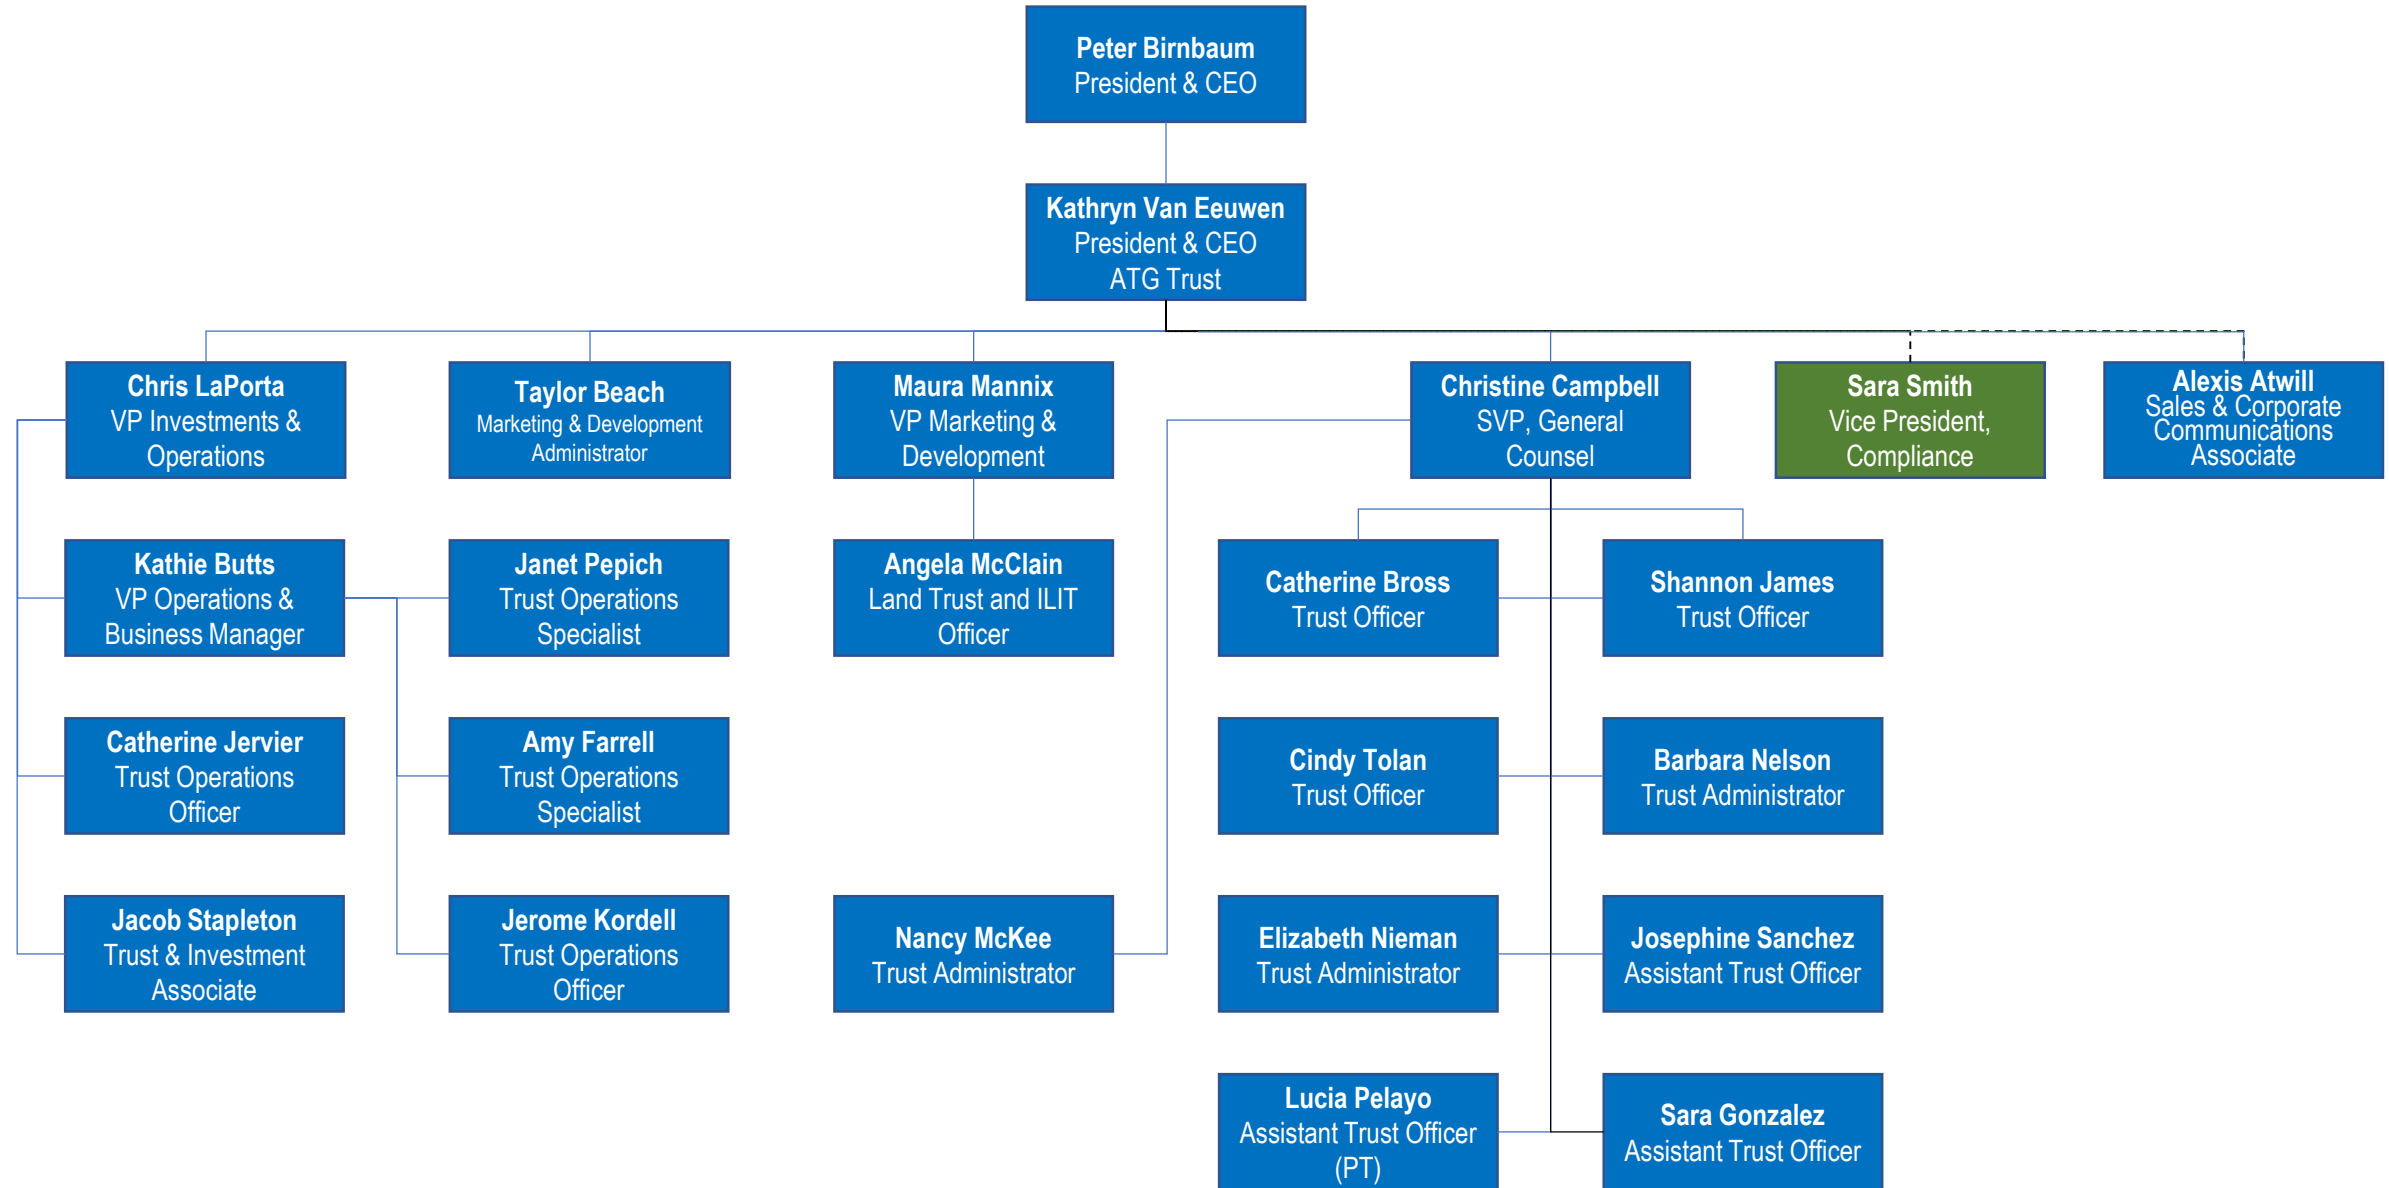 Peter Birnbaum
President & CEO
Kathryn Van Eeuwen
President & CEO
ATG Trust
Chris LaPorta
VP Investments &
Operations
Taylor Beach
Marketing & Development
Administrator
Maura Mannix
VP Marketing &
Development
Christine Campbell
SVP, General
Counsel
Sara Smith
Vice President,
Compliance
Alexis Atwill
Sales & Corporate
Communications
Associate
Kathie Butts
VP Operations &
Business Manager
Janet Pepich
Trust Operations
Specialist
Angela McClain
Land Trust and ILIT
Officer
Catherine Bross
Trust Officer
Shannon James
Trust Officer
Catherine Jervier
Trust Operations
Officer
Amy Farrell
Trust Operations
Specialist
Cindy Tolan
Trust Officer
Barbara Nelson
Trust Administrator
Jacob Stapleton
Trust & Investment
Associate
Jerome Kordell
Trust Operations
Officer
Nancy McKee
Trust Administrator
Elizabeth Nieman
Trust Administrator
Josephine Sanchez
Assistant Trust Officer
Lucia Pelayo
Assistant Trust Officer
(PT)
Sara Gonzalez
Assistant Trust Officer